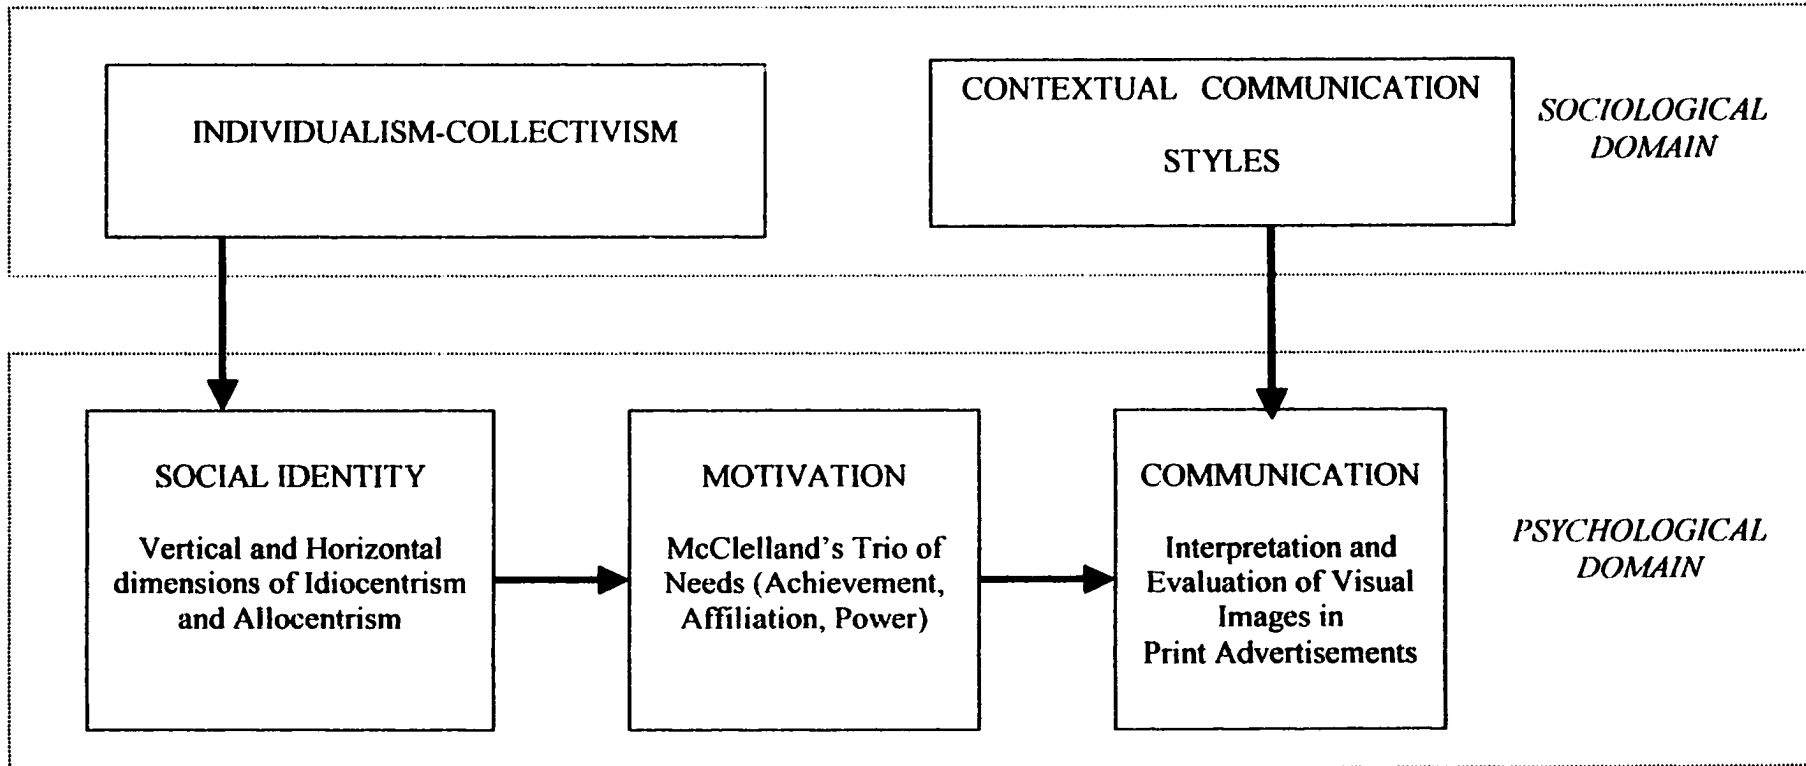 INDIVIDUALISM-COLLECTIVISM
CONTEXTUAL COMMUNICATION
STYLES
SOCIOLOGICAL
DOMAIN
SOCIAL IDENTITY
Vertical and Horizontal
dimensions of Idiocentrism
and Allocentrism
MOTIVATION
McClelland's Trio of
Needs (Achievement,
Affiliation, Power)
COMMUNICATION
Interpretation and
Evaluation of Visual
Images in
Print Advertisements
PSYCHOLOGICAL
DOMAIN